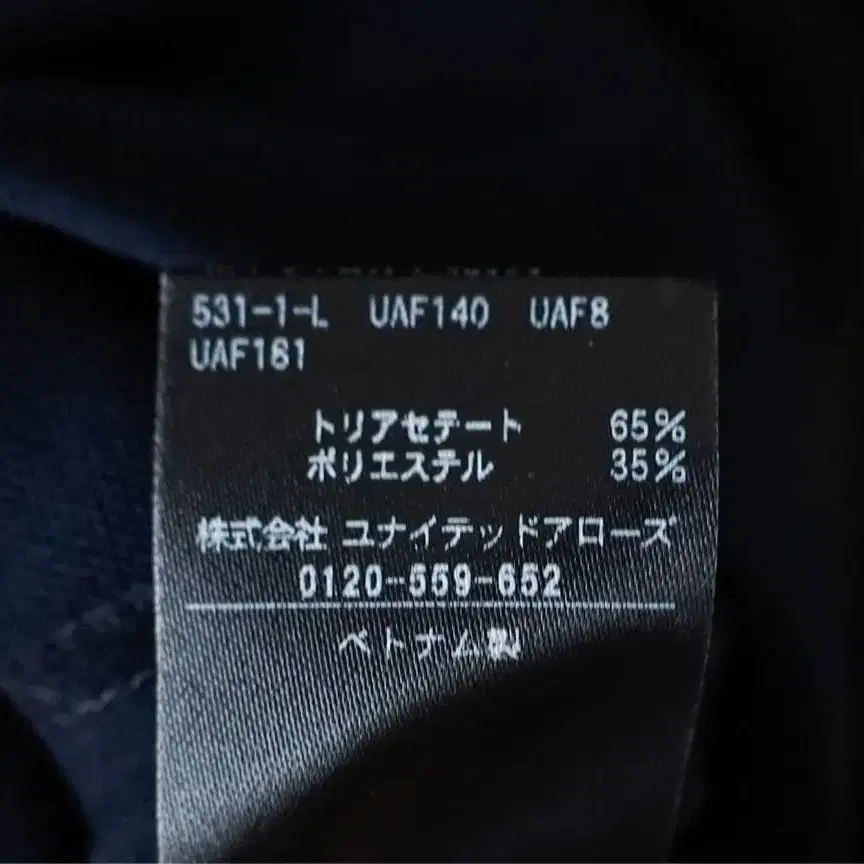 531-1-L UAF140 UAF8
UAF161
トリアセテート 65%
ポリエステル 35%
株式会社 ユナイテッドアローズ
0120-559-652
ベトナム製